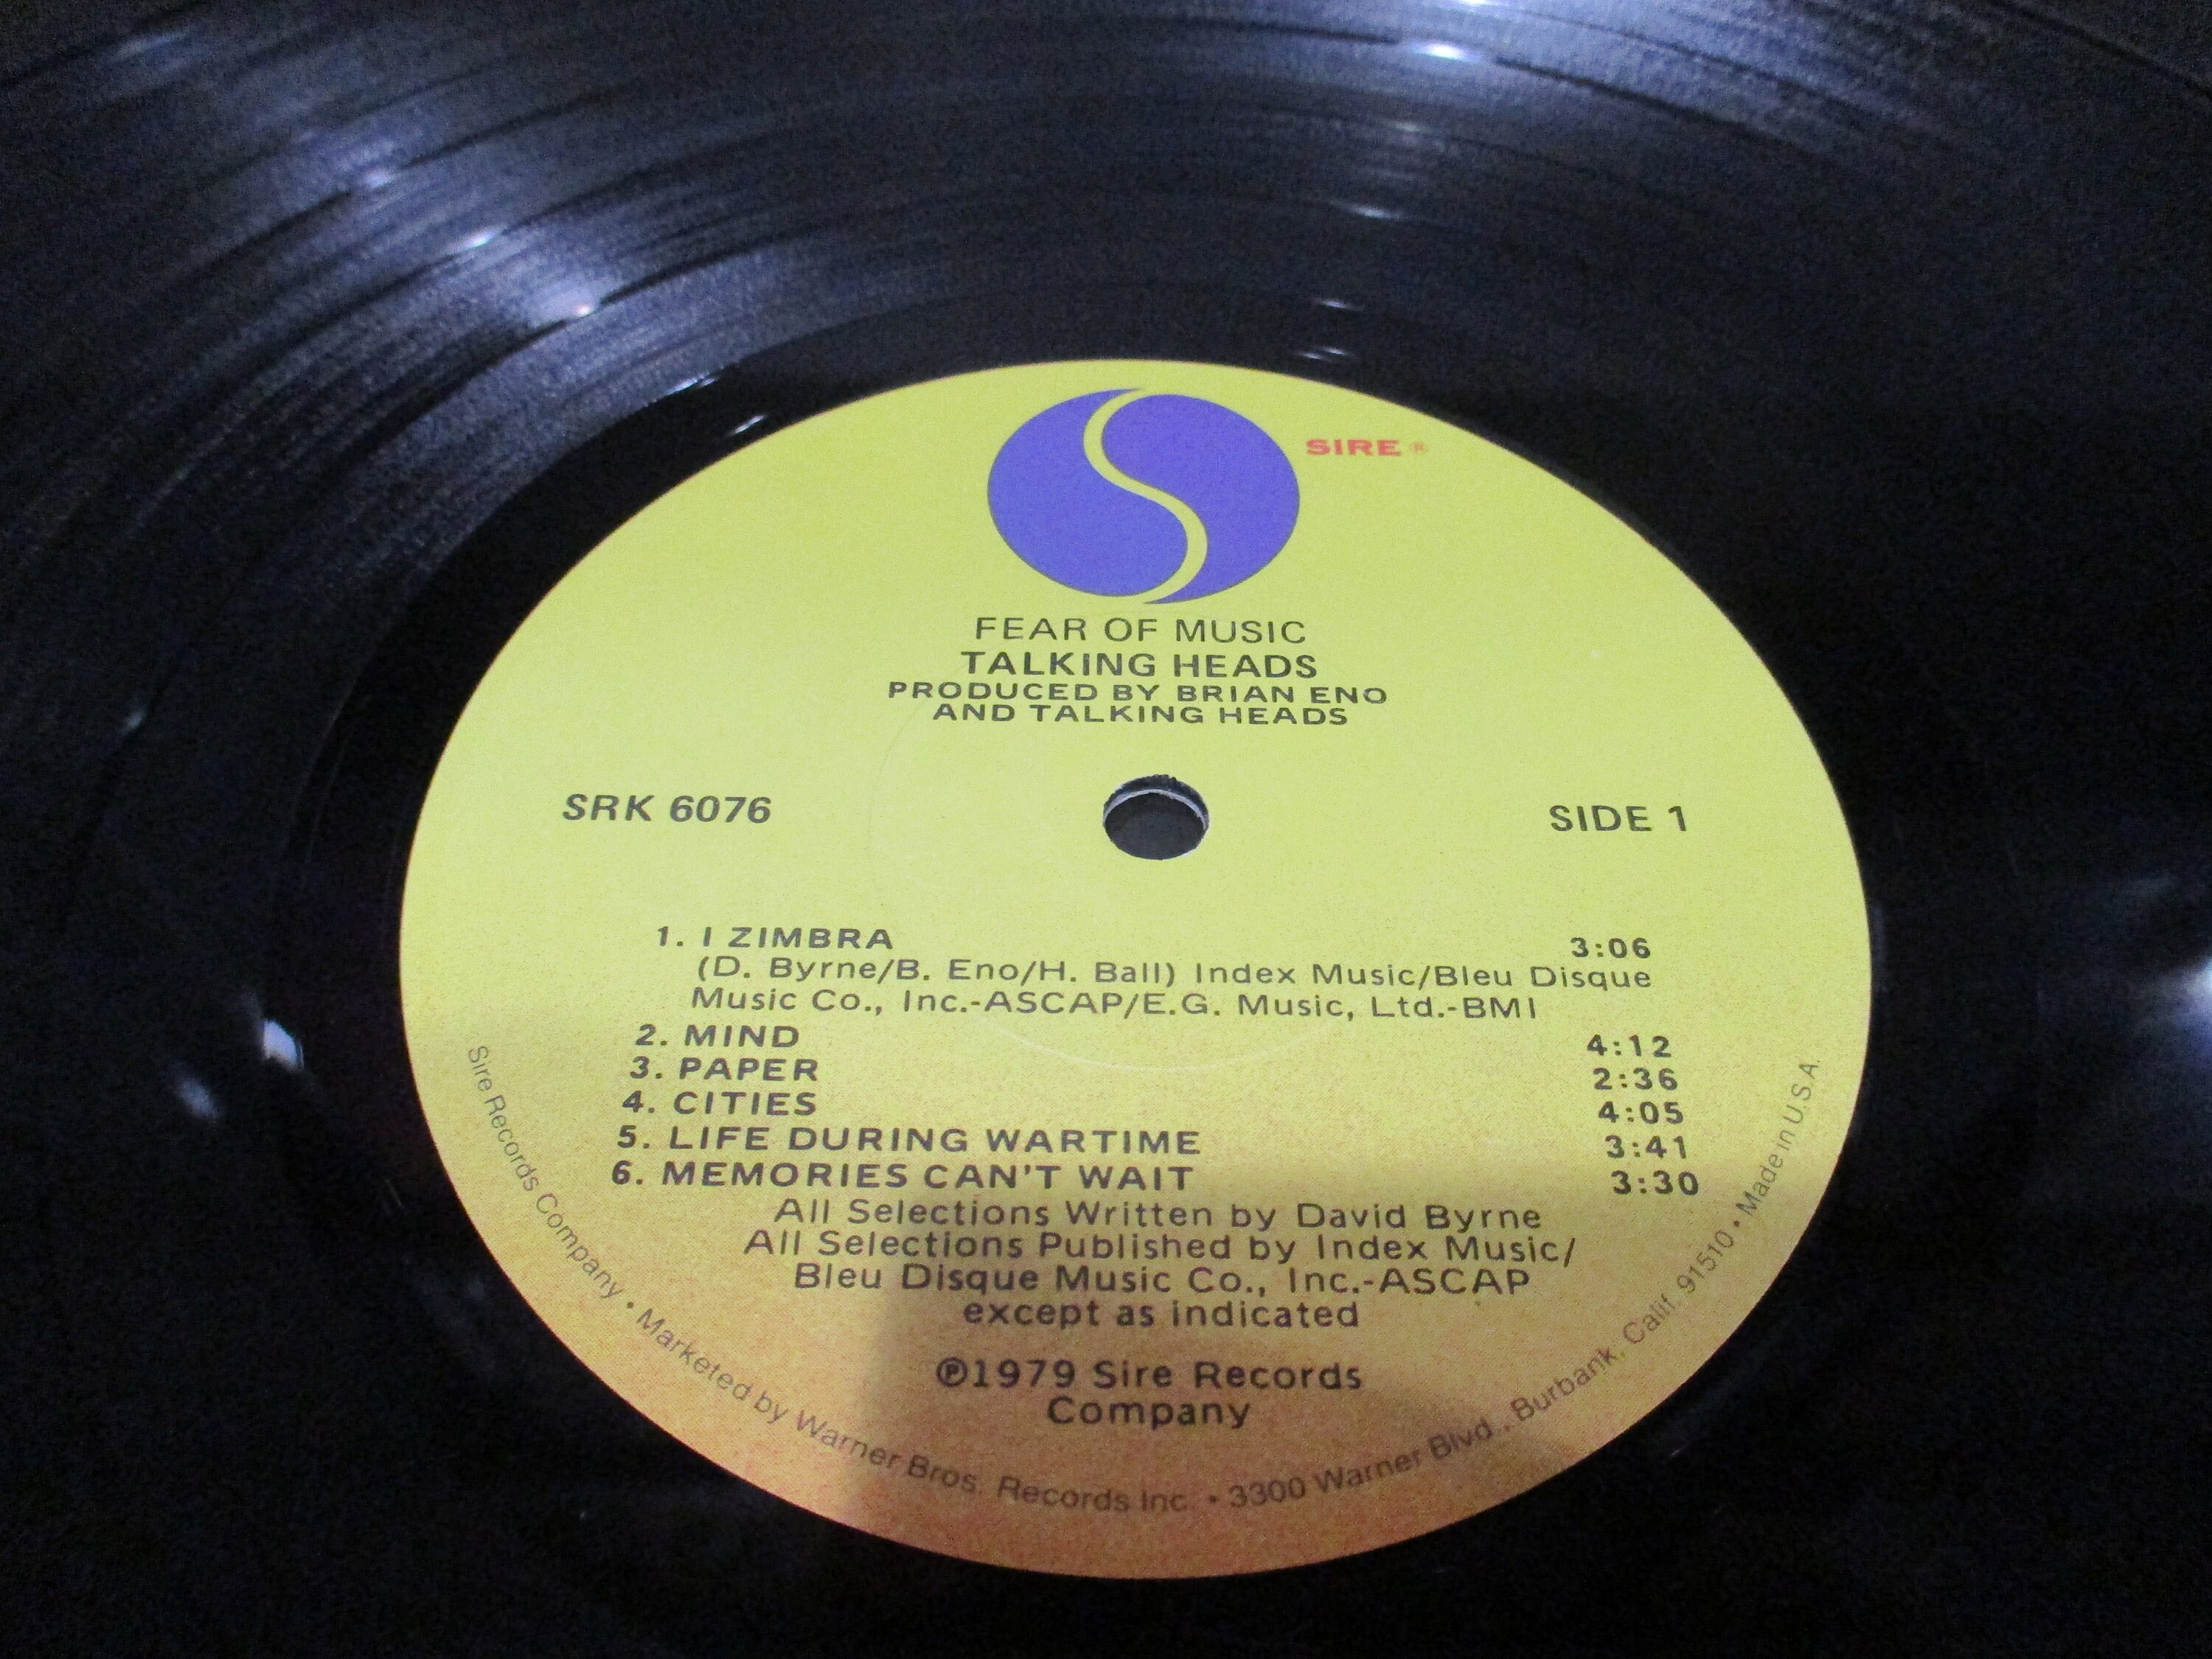 SIRE ®
FEAR OF MUSIC
TALKING HEADS
PRODUCED BY BRIAN ENO
AND TALKING HEADS
SRK 6076
SIDE 1
1. I ZIMBRA 3:06
(D. Byrne/B. Eno/H. Ball) Index Music/Bleu Disque
Music Co., Inc.-ASCAP/E.G. Music, Ltd.-BMI
2. MIND 4:12
3. PAPER 2:36
4. CITIES 4:05
5. LIFE DURING WARTIME 3:41
6. MEMORIES CAN'T WAIT 3:30
All Selections Written by David Byrne
All Selections Published by Index Music/
Bleu Disque Music Co., Inc.-ASCAP
except as indicated
℗1979 Sire Records
Company
Sire Records Company • Marketed by Warner Bros. Records Inc. • 3300 Warner Blvd., Burbank, Calif. 91510 • Made in U.S.A.